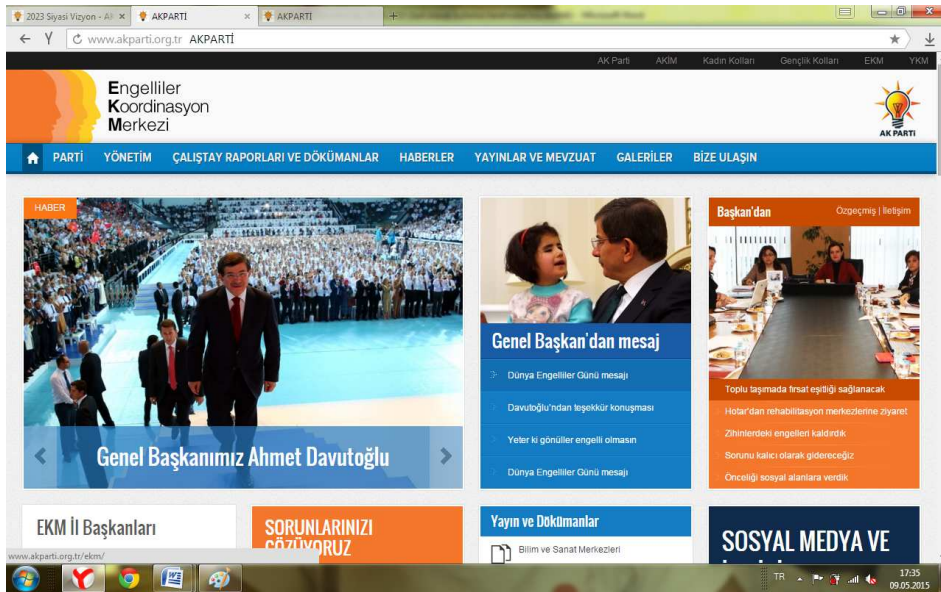 2023 Siyasi Vizyon - AK
AKPARTİ
AKPARTİ
www.akparti.org.tr AKPARTİ
AK Parti AKİM Kadın Kolları Gençlik Kolları EKM YKM
Engelliler
Koordinasyon
Merkezi
AK PARTİ
PARTİ YÖNETİM ÇALIŞTAY RAPORLARI VE DÖKÜMANLAR HABERLER YAYINLAR VE MEVZUAT GALERİLER BİZE ULAŞIN
HABER
Genel Başkanımız Ahmet Davutoğlu
Genel Başkan'dan mesaj
Dünya Engelliler Günü mesajı
Davutoğlu'ndan teşekkür konuşması
Yeter ki gönüller engelli olmasın
Dünya Engelliler Günü mesajı
Başkan'dan Özgeçmiş | İletişim
Toplu taşımada fırsat eşitliği sağlanacak
Hotar'dan rehabilitasyon merkezlerine ziyaret
Zihinlerdeki engelleri kaldırdık
Sorunu kalıcı olarak gidereceğiz
Önceliği sosyal alanlara verdik
EKM İl Başkanları
SORUNLARINIZI
ÇÖZÜYORUZ
Yayın ve Dökümanlar
Bilim ve Sanat Merkezleri
SOSYAL MEDYA VE
www.akparti.org.tr/ekm/
TR
17:35
09.05.2015